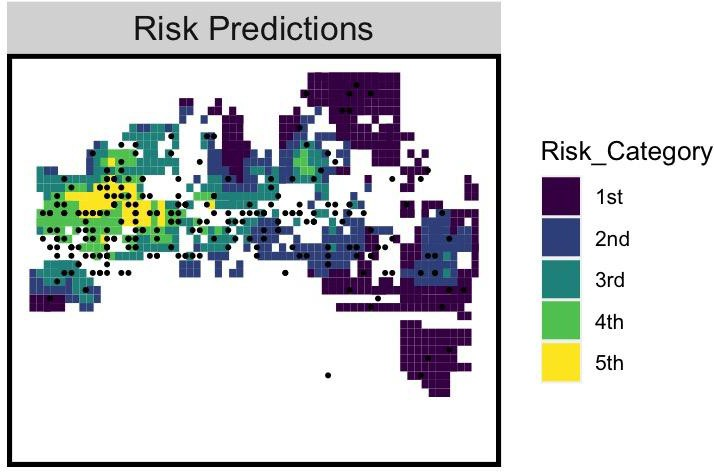 Risk Predictions
Risk_Category
1st
2nd
3rd
4th
5th